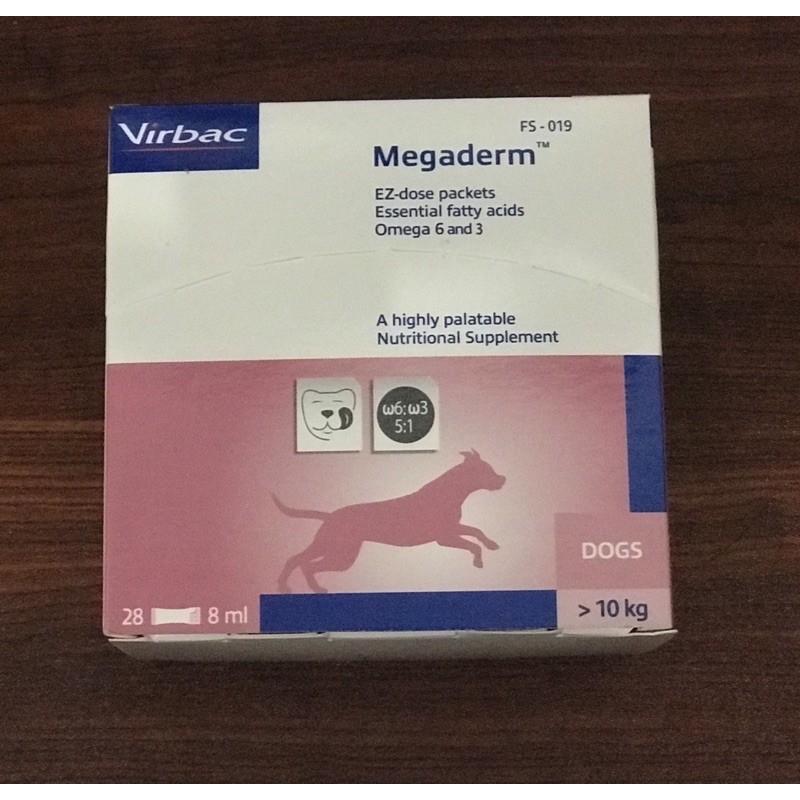 Virbac
FS - 019
Megaderm™
EZ-dose packets
Essential fatty acids
Omega 6 and 3
A highly palatable
Nutritional Supplement
ω6:ω3
5:1
DOGS
> 10 kg
28 8 ml